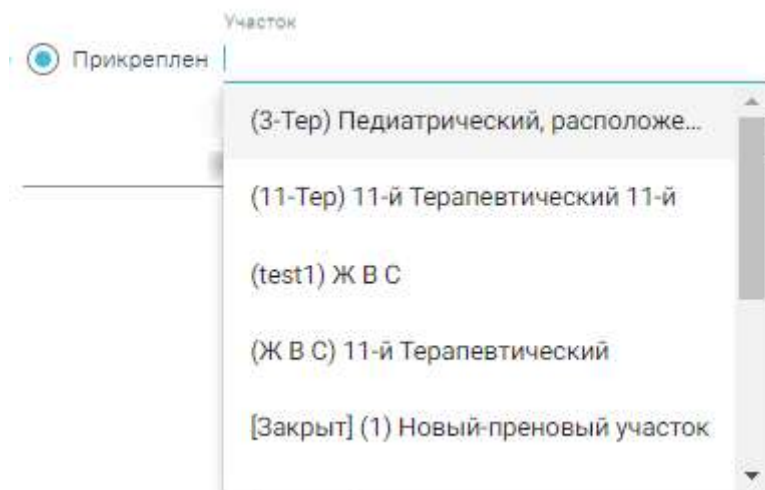 Участок
Прикреплен
(3-Тер) Педиатрический, расположе...
(11-Тер) 11-й Терапевтический 11-й
(test1) Ж В С
(Ж В С) 11-й Терапевтический
[Закрыт] (1) Новый-преновый участок